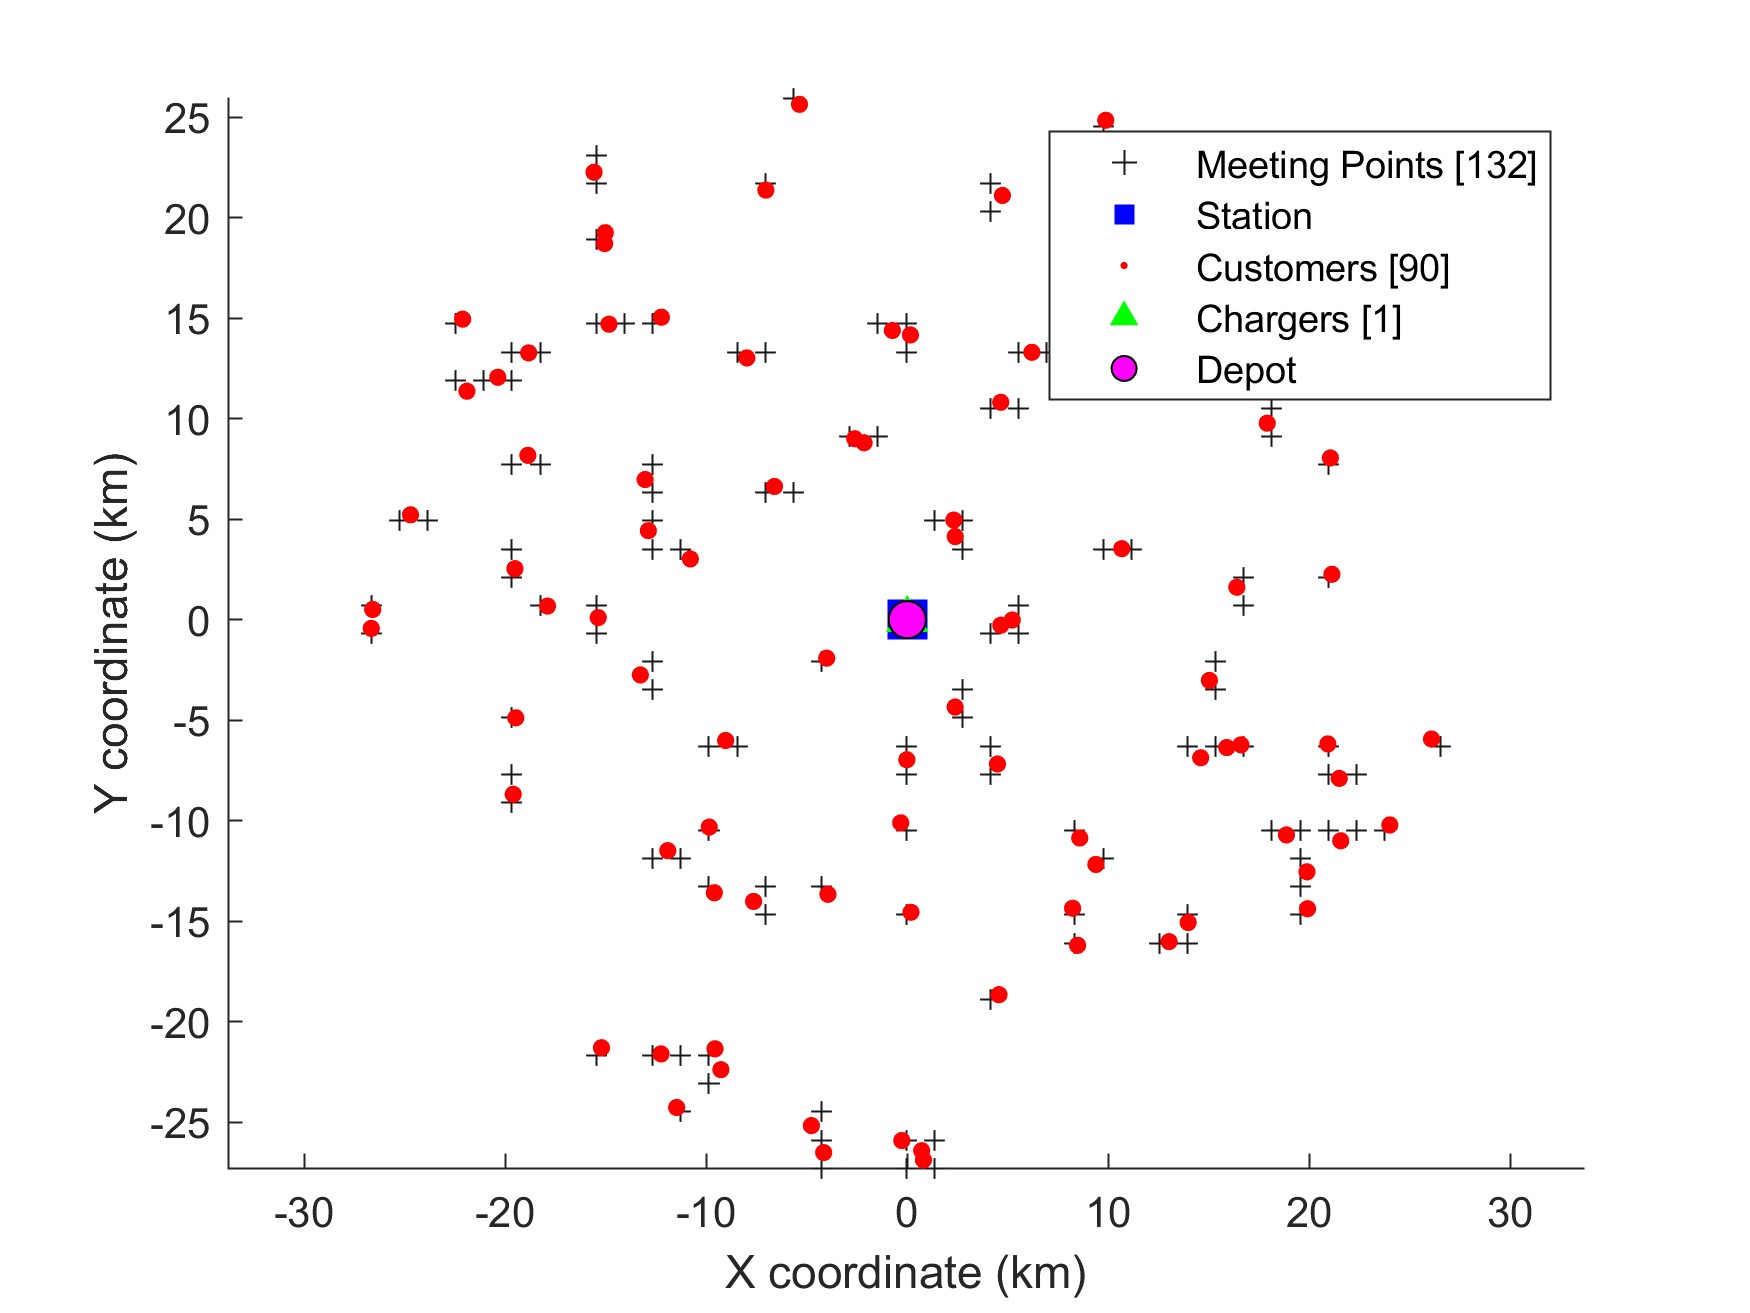 25
20
15
10
5
0
-5
-10
-15
-20
-25
Y coordinate (km)
Meeting Points [132]
Station
Customers [90]
Chargers [1]
Depot
-30 -20 -10 0 10 20 30
X coordinate (km)